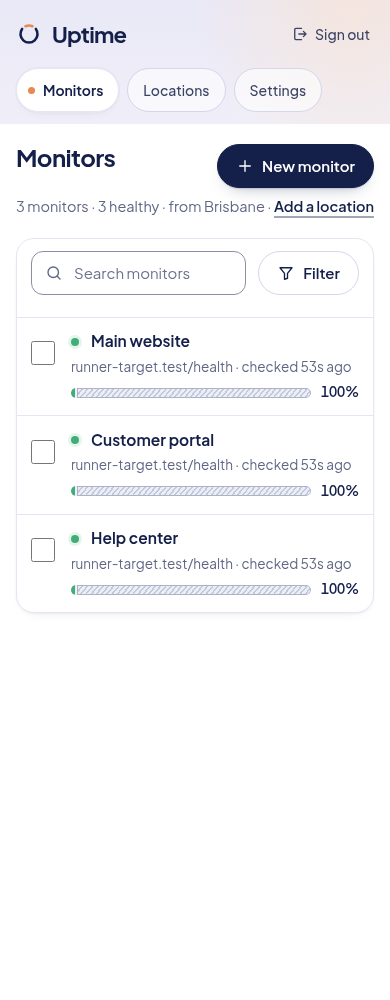 Uptime
Sign out
Monitors
Locations
Settings
Monitors
New monitor
3 monitors · 3 healthy · from Brisbane · Add a location
Search monitors
Filter
Main website
runner-target.test/health · checked 53s ago
100%
Customer portal
runner-target.test/health · checked 53s ago
100%
Help center
runner-target.test/health · checked 53s ago
100%